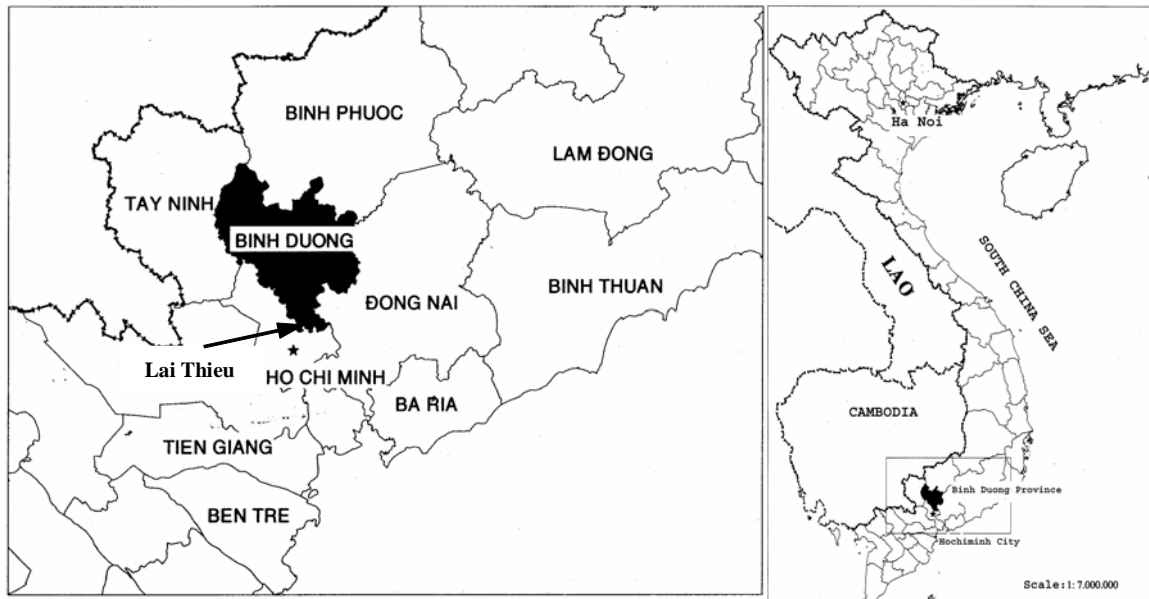 BINH PHUOC
LAM ĐONG
TAY NINH
BINH DUONG
BINH THUAN
ĐONG NAI
Lai Thieu
HO CHI MINH
BA RIA
TIEN GIANG
BEN TRE
Ha Noi
LAO
SOUTH CHINA SEA
CAMBODIA
Binh Duong Province
Hochiminh City
Scale:1:7.000.000